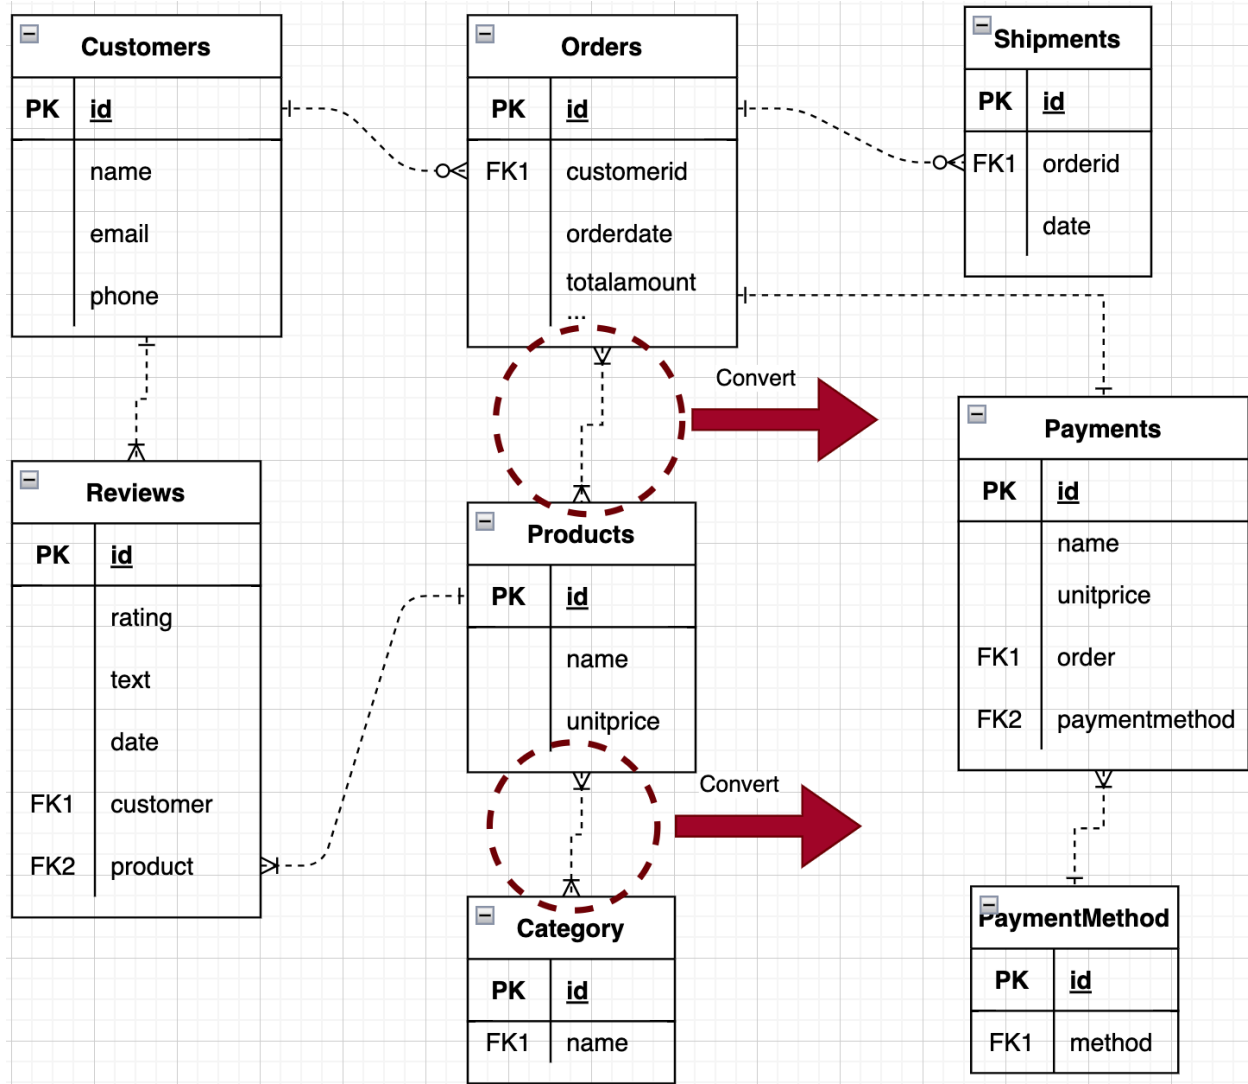 Customers
PK id
name
email
phone
Orders
PK id
FK1 customerid
orderdate
totalamount
...
Shipments
PK id
FK1 orderid
date
Convert
Payments
PK id
name
unitprice
FK1 order
FK2 paymentmethod
Reviews
PK id
rating
text
date
FK1 customer
FK2 product
Products
PK id
name
unitprice
Convert
Category
PK id
FK1 name
PaymentMethod
PK id
FK1 method